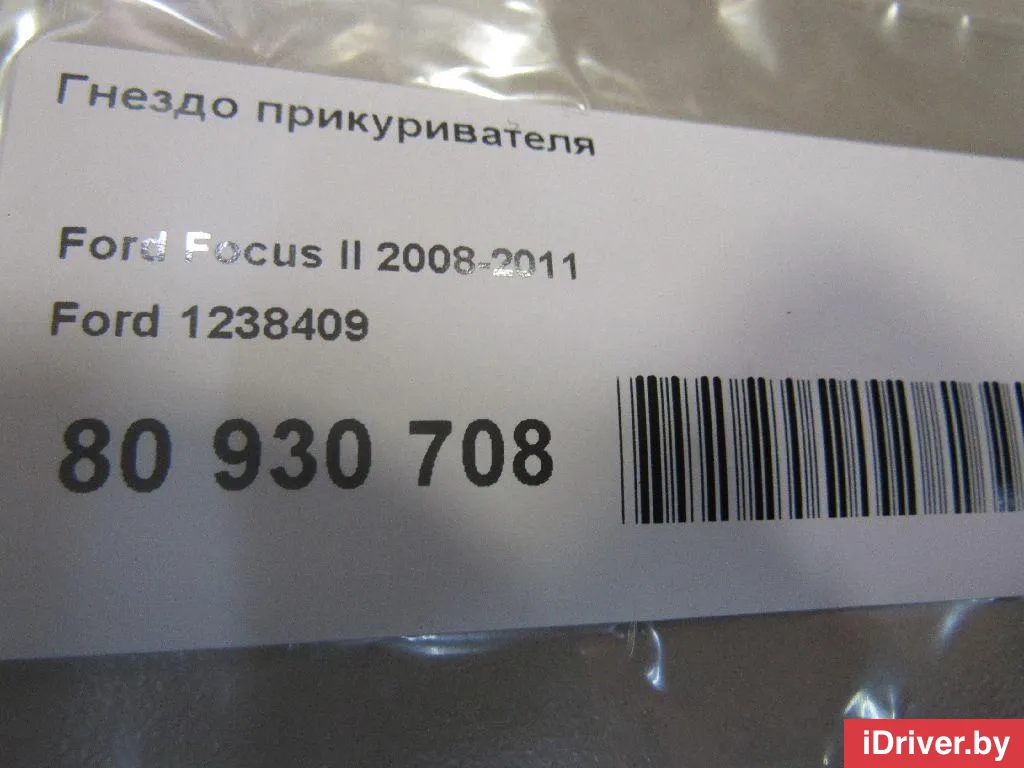 Гнездо прикуривателя
Ford Focus II 2008-2011
Ford 1238409
80 930 708
iDriver.by